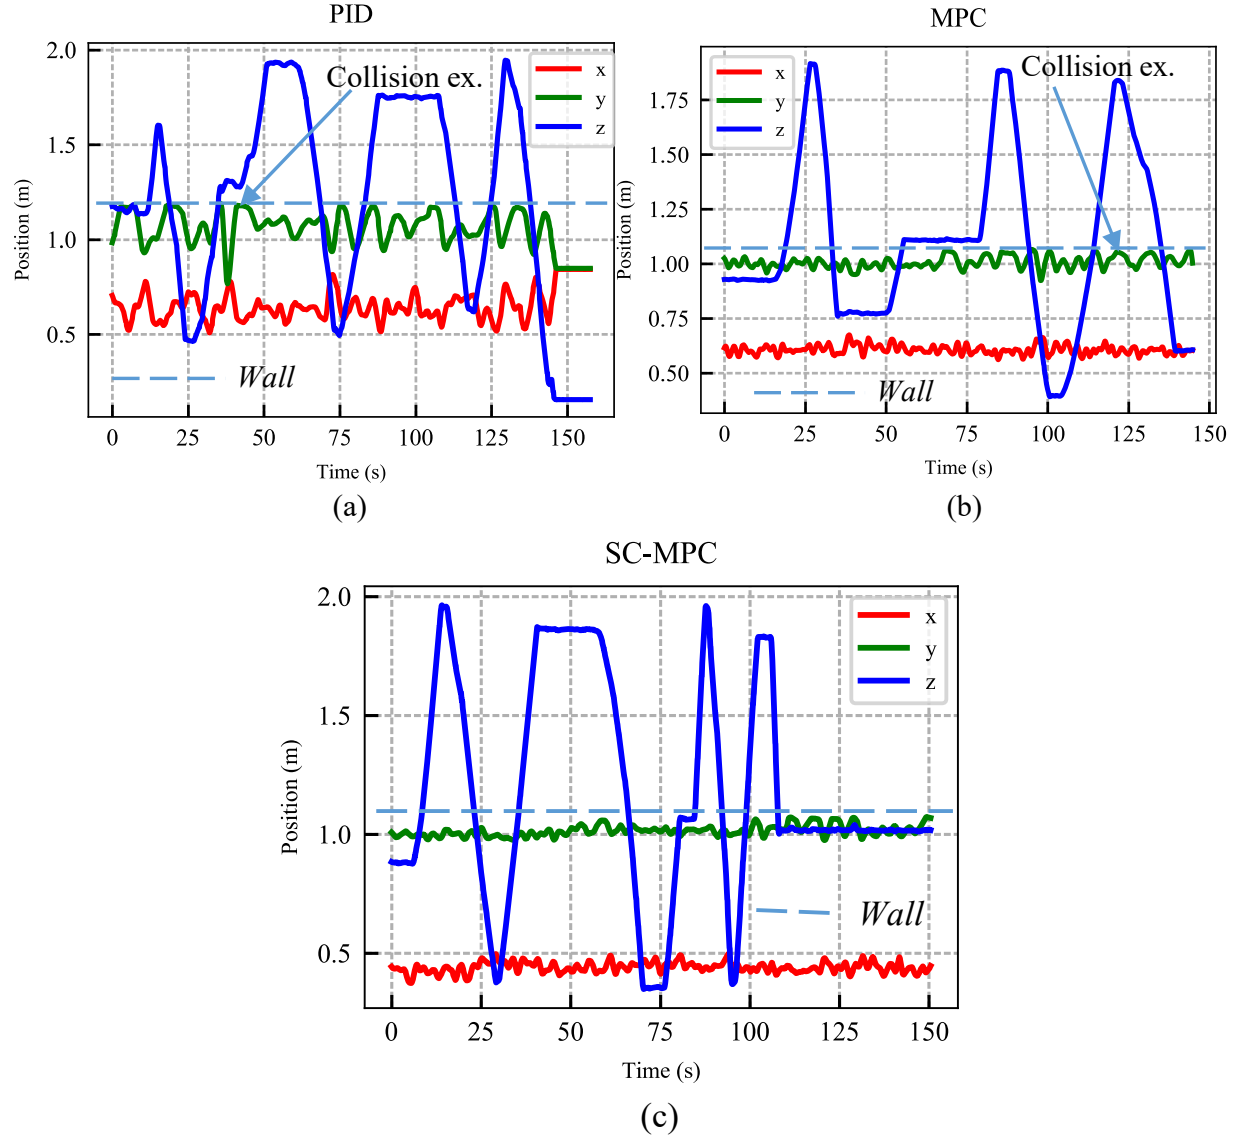 PID
2.0
1.5
1.0
0.5
Position (m)
x
y
z
Collision ex.
Wall
0 25 50 75 100 125 150
Time (s)
(a)
MPC
1.75
1.50
1.25
1.00
0.75
0.50
Position (m)
x
y
z
Collision ex.
Wall
0 25 50 75 100 125 150
Time (s)
(b)
SC-MPC
2.0
1.5
1.0
0.5
Position (m)
x
y
z
Wall
0 25 50 75 100 125 150
Time (s)
(c)